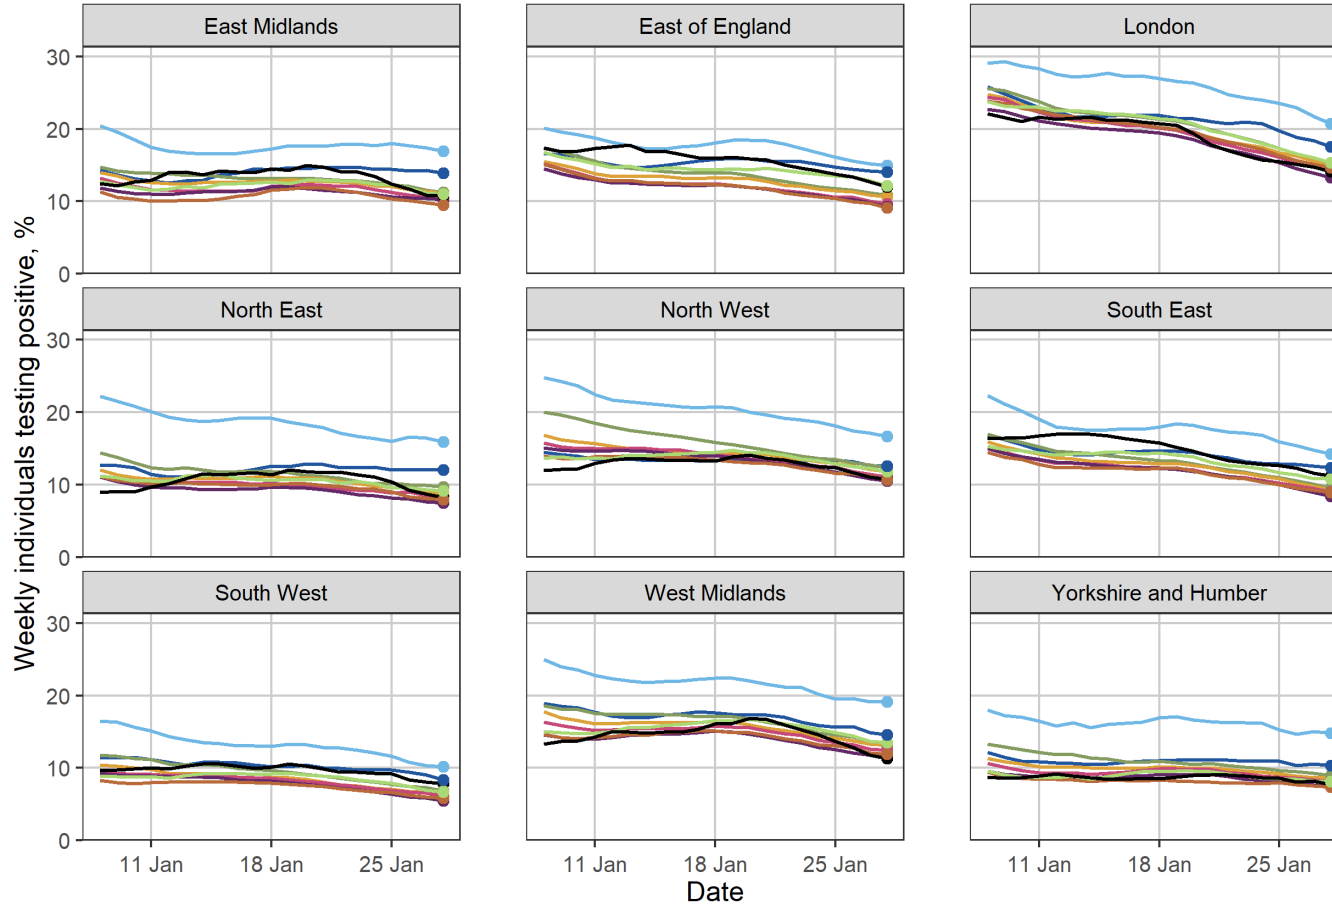 East Midlands
East of England
London
30
20
10
0
North East
North West
South East
30
20
10
0
South West
West Midlands
Yorkshire and Humber
30
20
10
0
11 Jan
18 Jan
25 Jan
11 Jan
18 Jan
25 Jan
11 Jan
18 Jan
25 Jan
Date
Weekly individuals testing positive, %